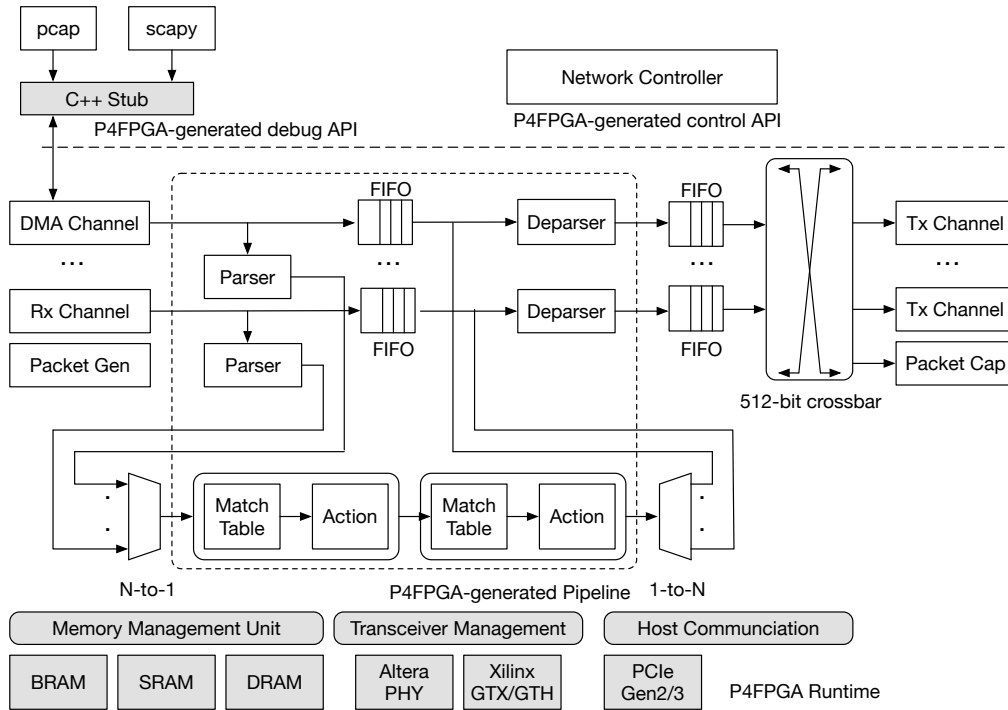 pcap
scapy
C++ Stub
Network Controller
P4FPGA-generated debug API
P4FPGA-generated control API
FIFO
FIFO
DMA Channel
Deparser
Tx Channel
...
Parser
...
...
...
Rx Channel
Deparser
Tx Channel
FIFO
FIFO
Packet Gen
Parser
Packet Cap
512-bit crossbar
Match
Table
Action
Match
Table
Action
N-to-1
P4FPGA-generated Pipeline
1-to-N
Memory Management Unit
Transceiver Management
Host Communciation
BRAM
SRAM
DRAM
Altera
PHY
Xilinx
GTX/GTH
PCIe
Gen2/3
P4FPGA Runtime